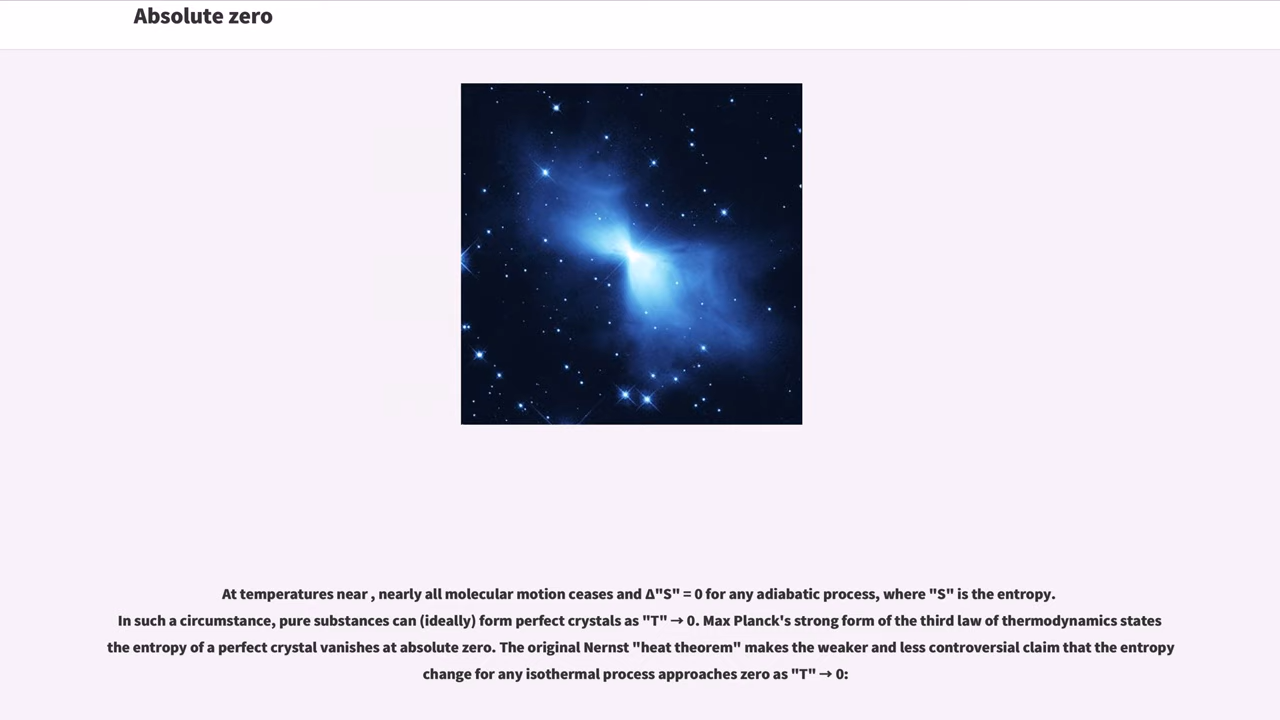 Absolute zero
At temperatures near , nearly all molecular motion ceases and Δ"S" = 0 for any adiabatic process, where "S" is the entropy.
In such a circumstance, pure substances can (ideally) form perfect crystals as "T" → 0. Max Planck's strong form of the third law of thermodynamics states
the entropy of a perfect crystal vanishes at absolute zero. The original Nernst "heat theorem" makes the weaker and less controversial claim that the entropy
change for any isothermal process approaches zero as "T" → 0: